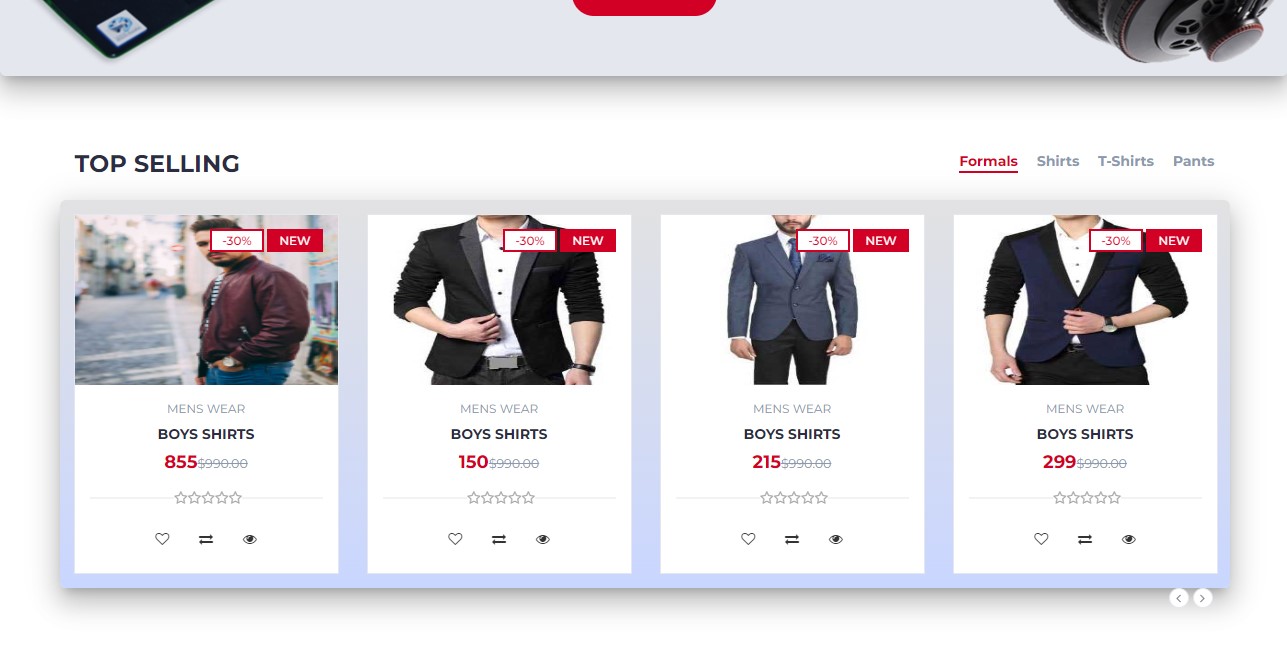 TOP SELLING
Formals Shirts T-Shirts Pants
-30% NEW
MENS WEAR
BOYS SHIRTS
855$990.00
-30% NEW
MENS WEAR
BOYS SHIRTS
150$990.00
-30% NEW
MENS WEAR
BOYS SHIRTS
215$990.00
-30% NEW
MENS WEAR
BOYS SHIRTS
299$990.00